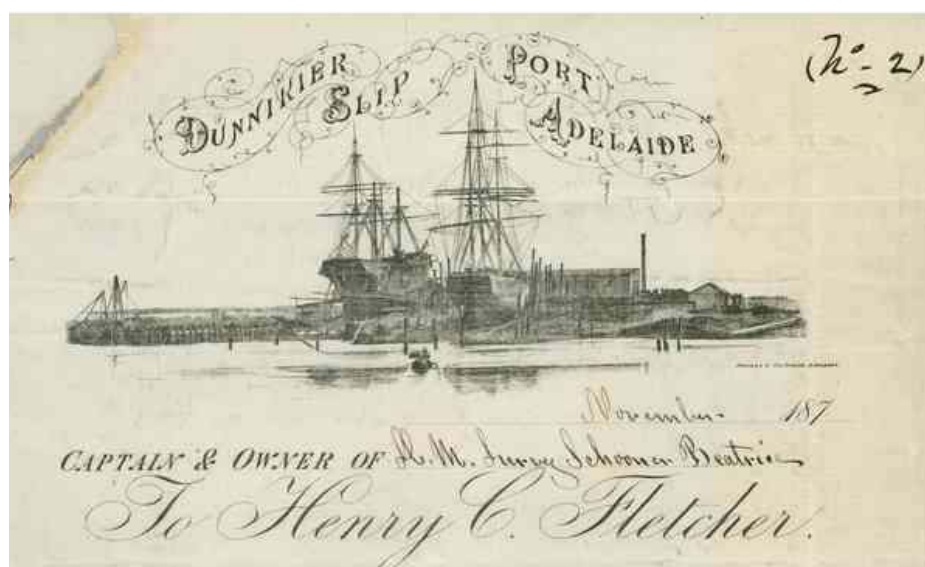 DUNNIKIER SLIP PORT ADELAIDE
(No- 2)
November 187
CAPTAIN & OWNER OF H. M. Survey Schooner Beatrice
To Henry C. Fletcher.